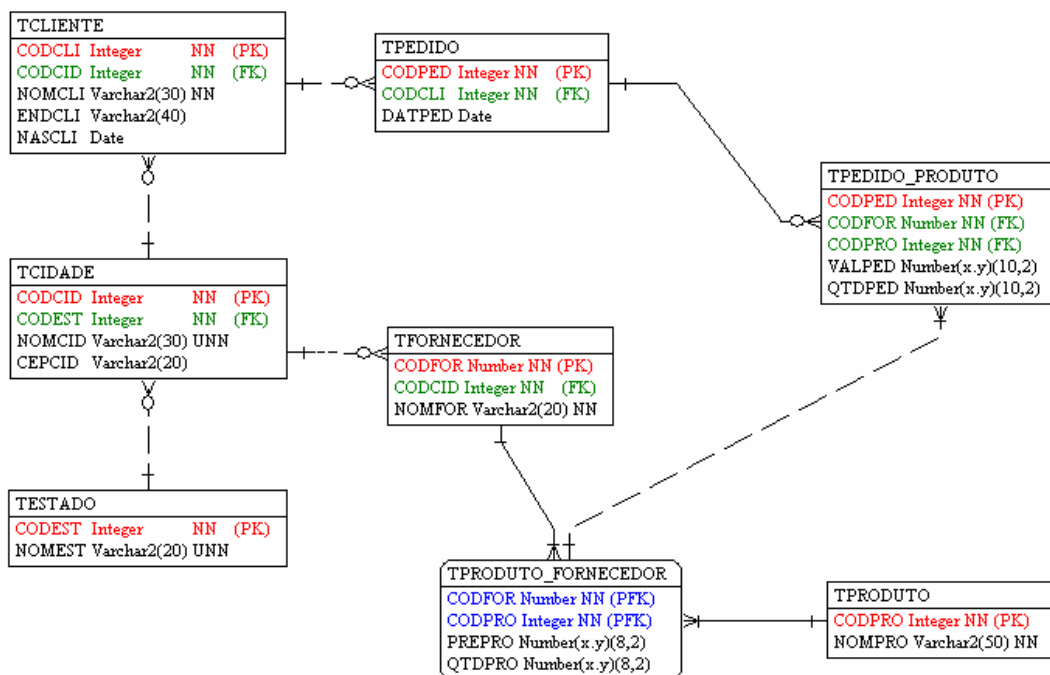 TCLIENTE
CODCLI Integer NN (PK)
CODCID Integer NN (FK)
NOMCLI Varchar2(30) NN
ENDCLI Varchar2(40)
NASCLI Date
TPEDIDO
CODPED Integer NN (PK)
CODCLI Integer NN (FK)
DATPED Date
TPEDIDO_PRODUTO
CODPED Integer NN (PK)
CODFOR Number NN (FK)
CODPRO Integer NN (FK)
VALPED Number(x.y)(10,2)
QTDPED Number(x.y)(10,2)
TCIDADE
CODCID Integer NN (PK)
CODEST Integer NN (FK)
NOMCID Varchar2(30) UNN
CEPCID Varchar2(20)
TFORNECEDOR
CODFOR Number NN (PK)
CODCID Integer NN (FK)
NOMFOR Varchar2(20) NN
TESTADO
CODEST Integer NN (PK)
NOMEST Varchar2(20) UNN
TPRODUTO_FORNECEDOR
CODFOR Number NN (PFK)
CODPRO Integer NN (PFK)
PREPRO Number(x.y)(8,2)
QTDPRO Number(x.y)(8,2)
TPRODUTO
CODPRO Integer NN (PK)
NOMPRO Varchar2(50) NN